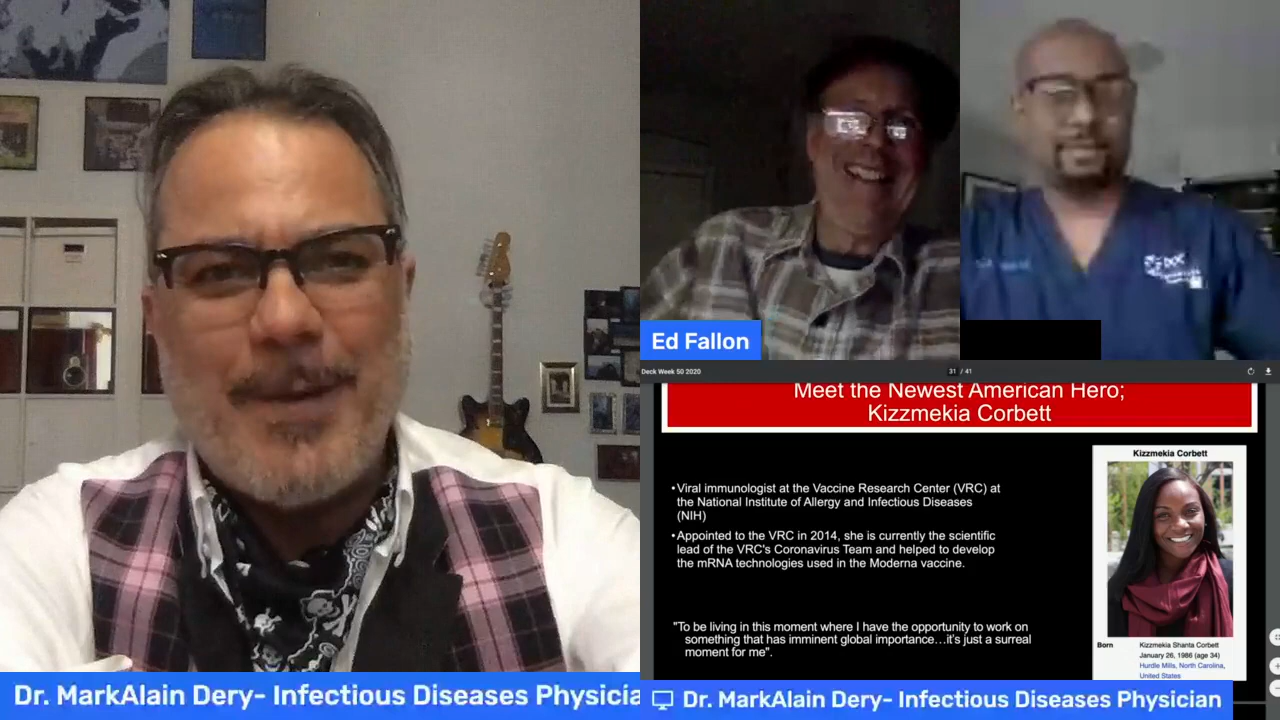 Dr. MarkAlain Dery- Infectious Diseases Physicia
Ed Fallon
DOC
Deck Week 50 2020
31 / 41
Meet the Newest American Hero;
Kizzmekia Corbett
•Viral immunologist at the Vaccine Research Center (VRC) at
the National Institute of Allergy and Infectious Diseases
(NIH)
•Appointed to the VRC in 2014, she is currently the scientific
lead of the VRC's Coronavirus Team and helped to develop
the mRNA technologies used in the Moderna vaccine.
"To be living in this moment where I have the opportunity to work on
something that has imminent global importance…it's just a surreal
moment for me".
Kizzmekia Corbett
Born Kizzmekia Shanta Corbett
January 26, 1986 (age 34)
Hurdle Mills, North Carolina,
United States
Dr. MarkAlain Dery- Infectious Diseases Physician